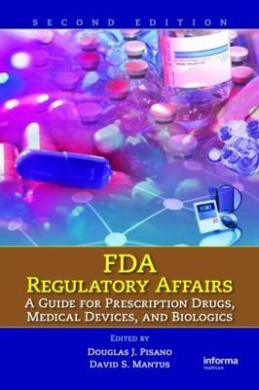 SECOND EDITION
FDA
REGULATORY AFFAIRS
A GUIDE FOR PRESCRIPTION DRUGS,
MEDICAL DEVICES, AND BIOLOGICS
EDITED BY
DOUGLAS J. PISANO
DAVID S. MANTUS
informa
healthcare